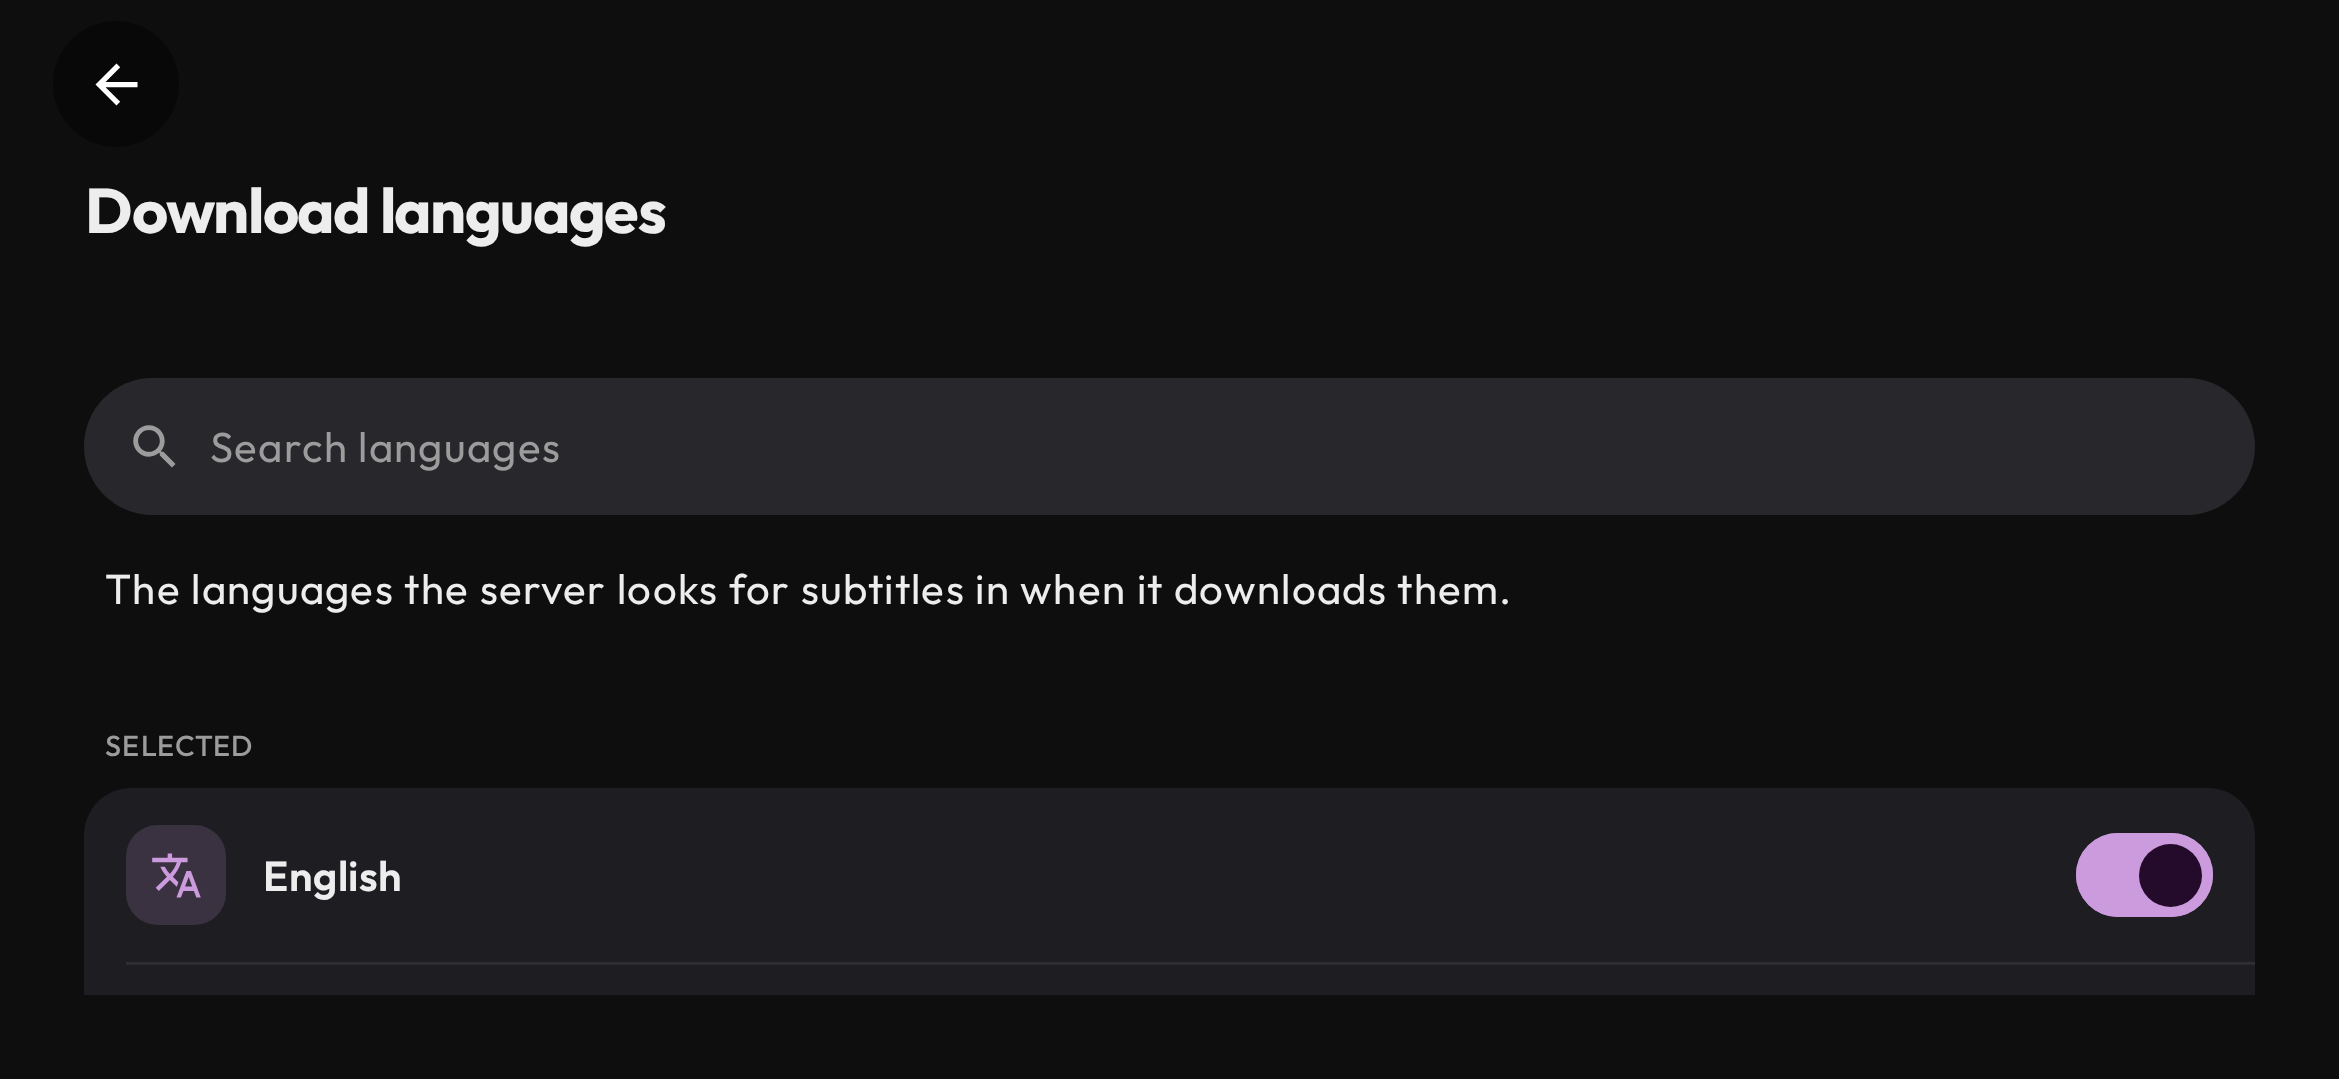 Download languages
Search languages
The languages the server looks for subtitles in when it downloads them.
SELECTED
English